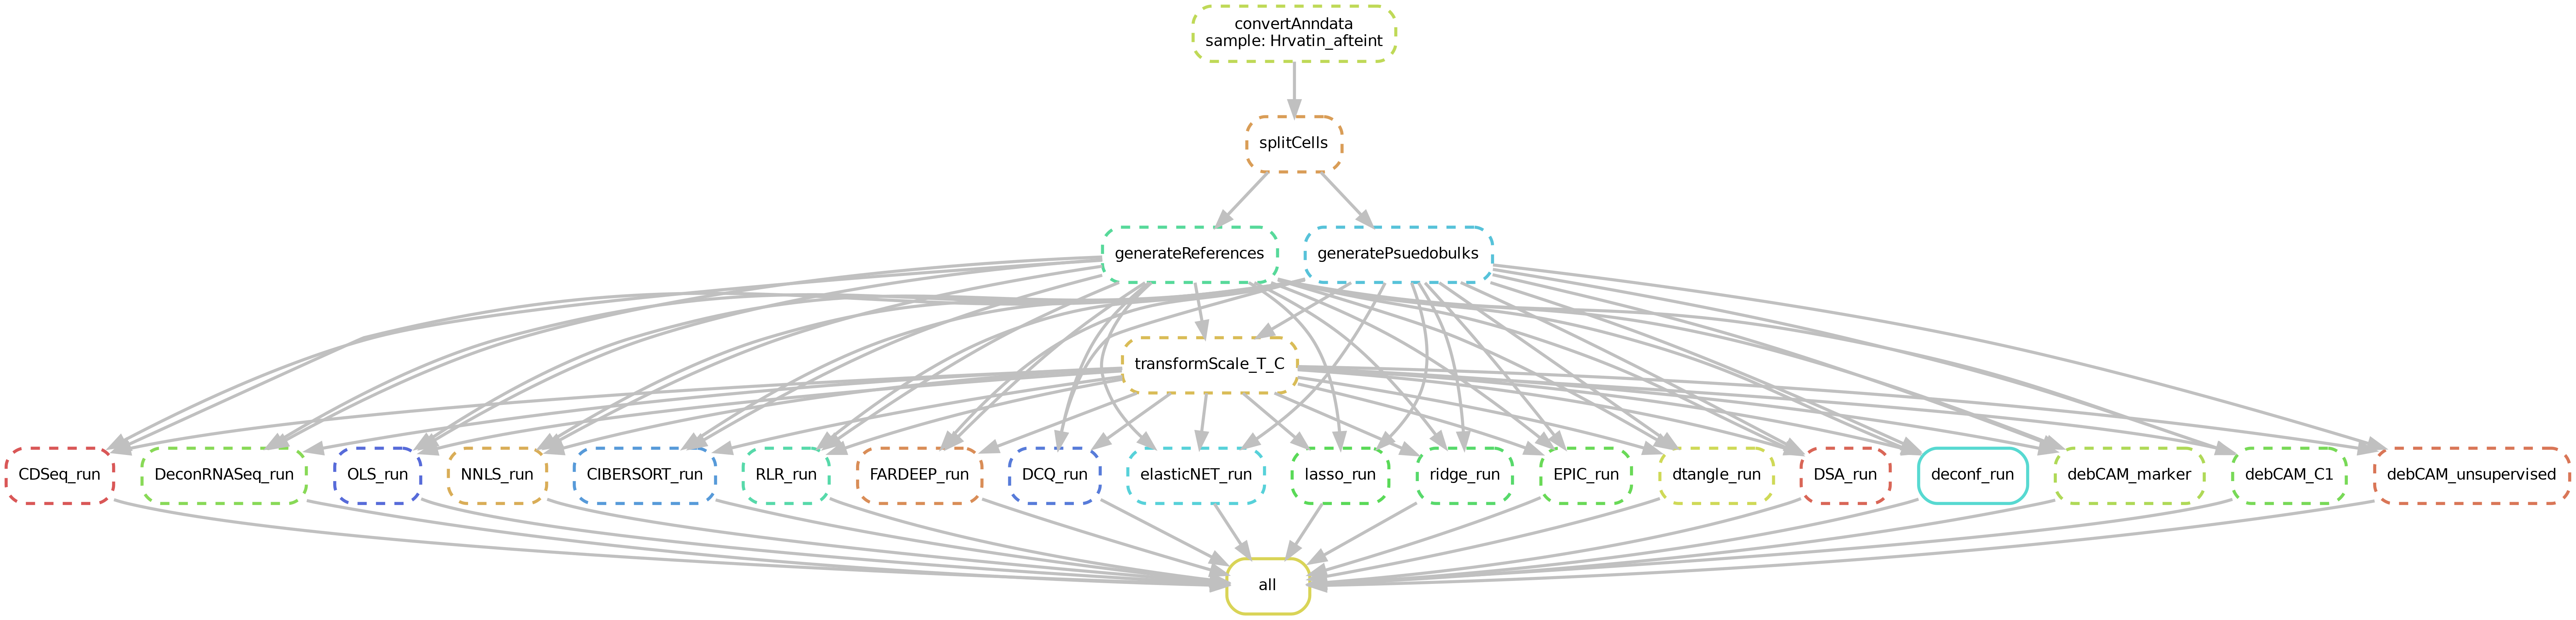 convertAnndata
sample: Hrvatin_afteint
splitCells
generateReferences
generatePsuedobulks
transformScale_T_C
CDSeq_run
DeconRNASeq_run
OLS_run
NNLS_run
CIBERSORT_run
RLR_run
FARDEEP_run
DCQ_run
elasticNET_run
lasso_run
ridge_run
EPIC_run
dtangle_run
DSA_run
deconf_run
debCAM_marker
debCAM_C1
debCAM_unsupervised
all